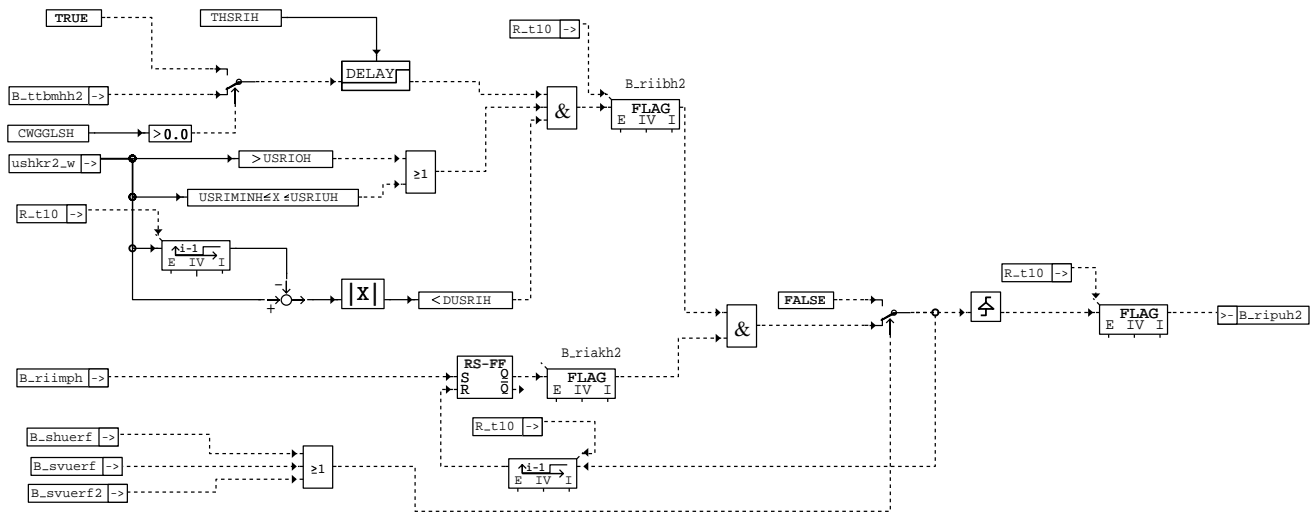 TRUE
THSRIH
R_t10 ->
DELAY
B_riibh2
B_ttbmhh2 ->
&
FLAG
E IV I
CWGGLSH
>0.0
ushkr2_w ->
>USRIOH
≥1
USRIMINH≤X≤USRIUH
R_t10 ->
i-1
E IV I
R_t10 ->
-
+
|X|
<DUSRIH
FALSE
FLAG
E IV I
>- B_ripuh2
&
B_riakh2
RS-FF
B_riimph ->
S Q
R Q̅
FLAG
E IV I
R_t10 ->
B_shuerf ->
B_svuerf ->
≥1
i-1
E IV I
B_svuerf2 ->